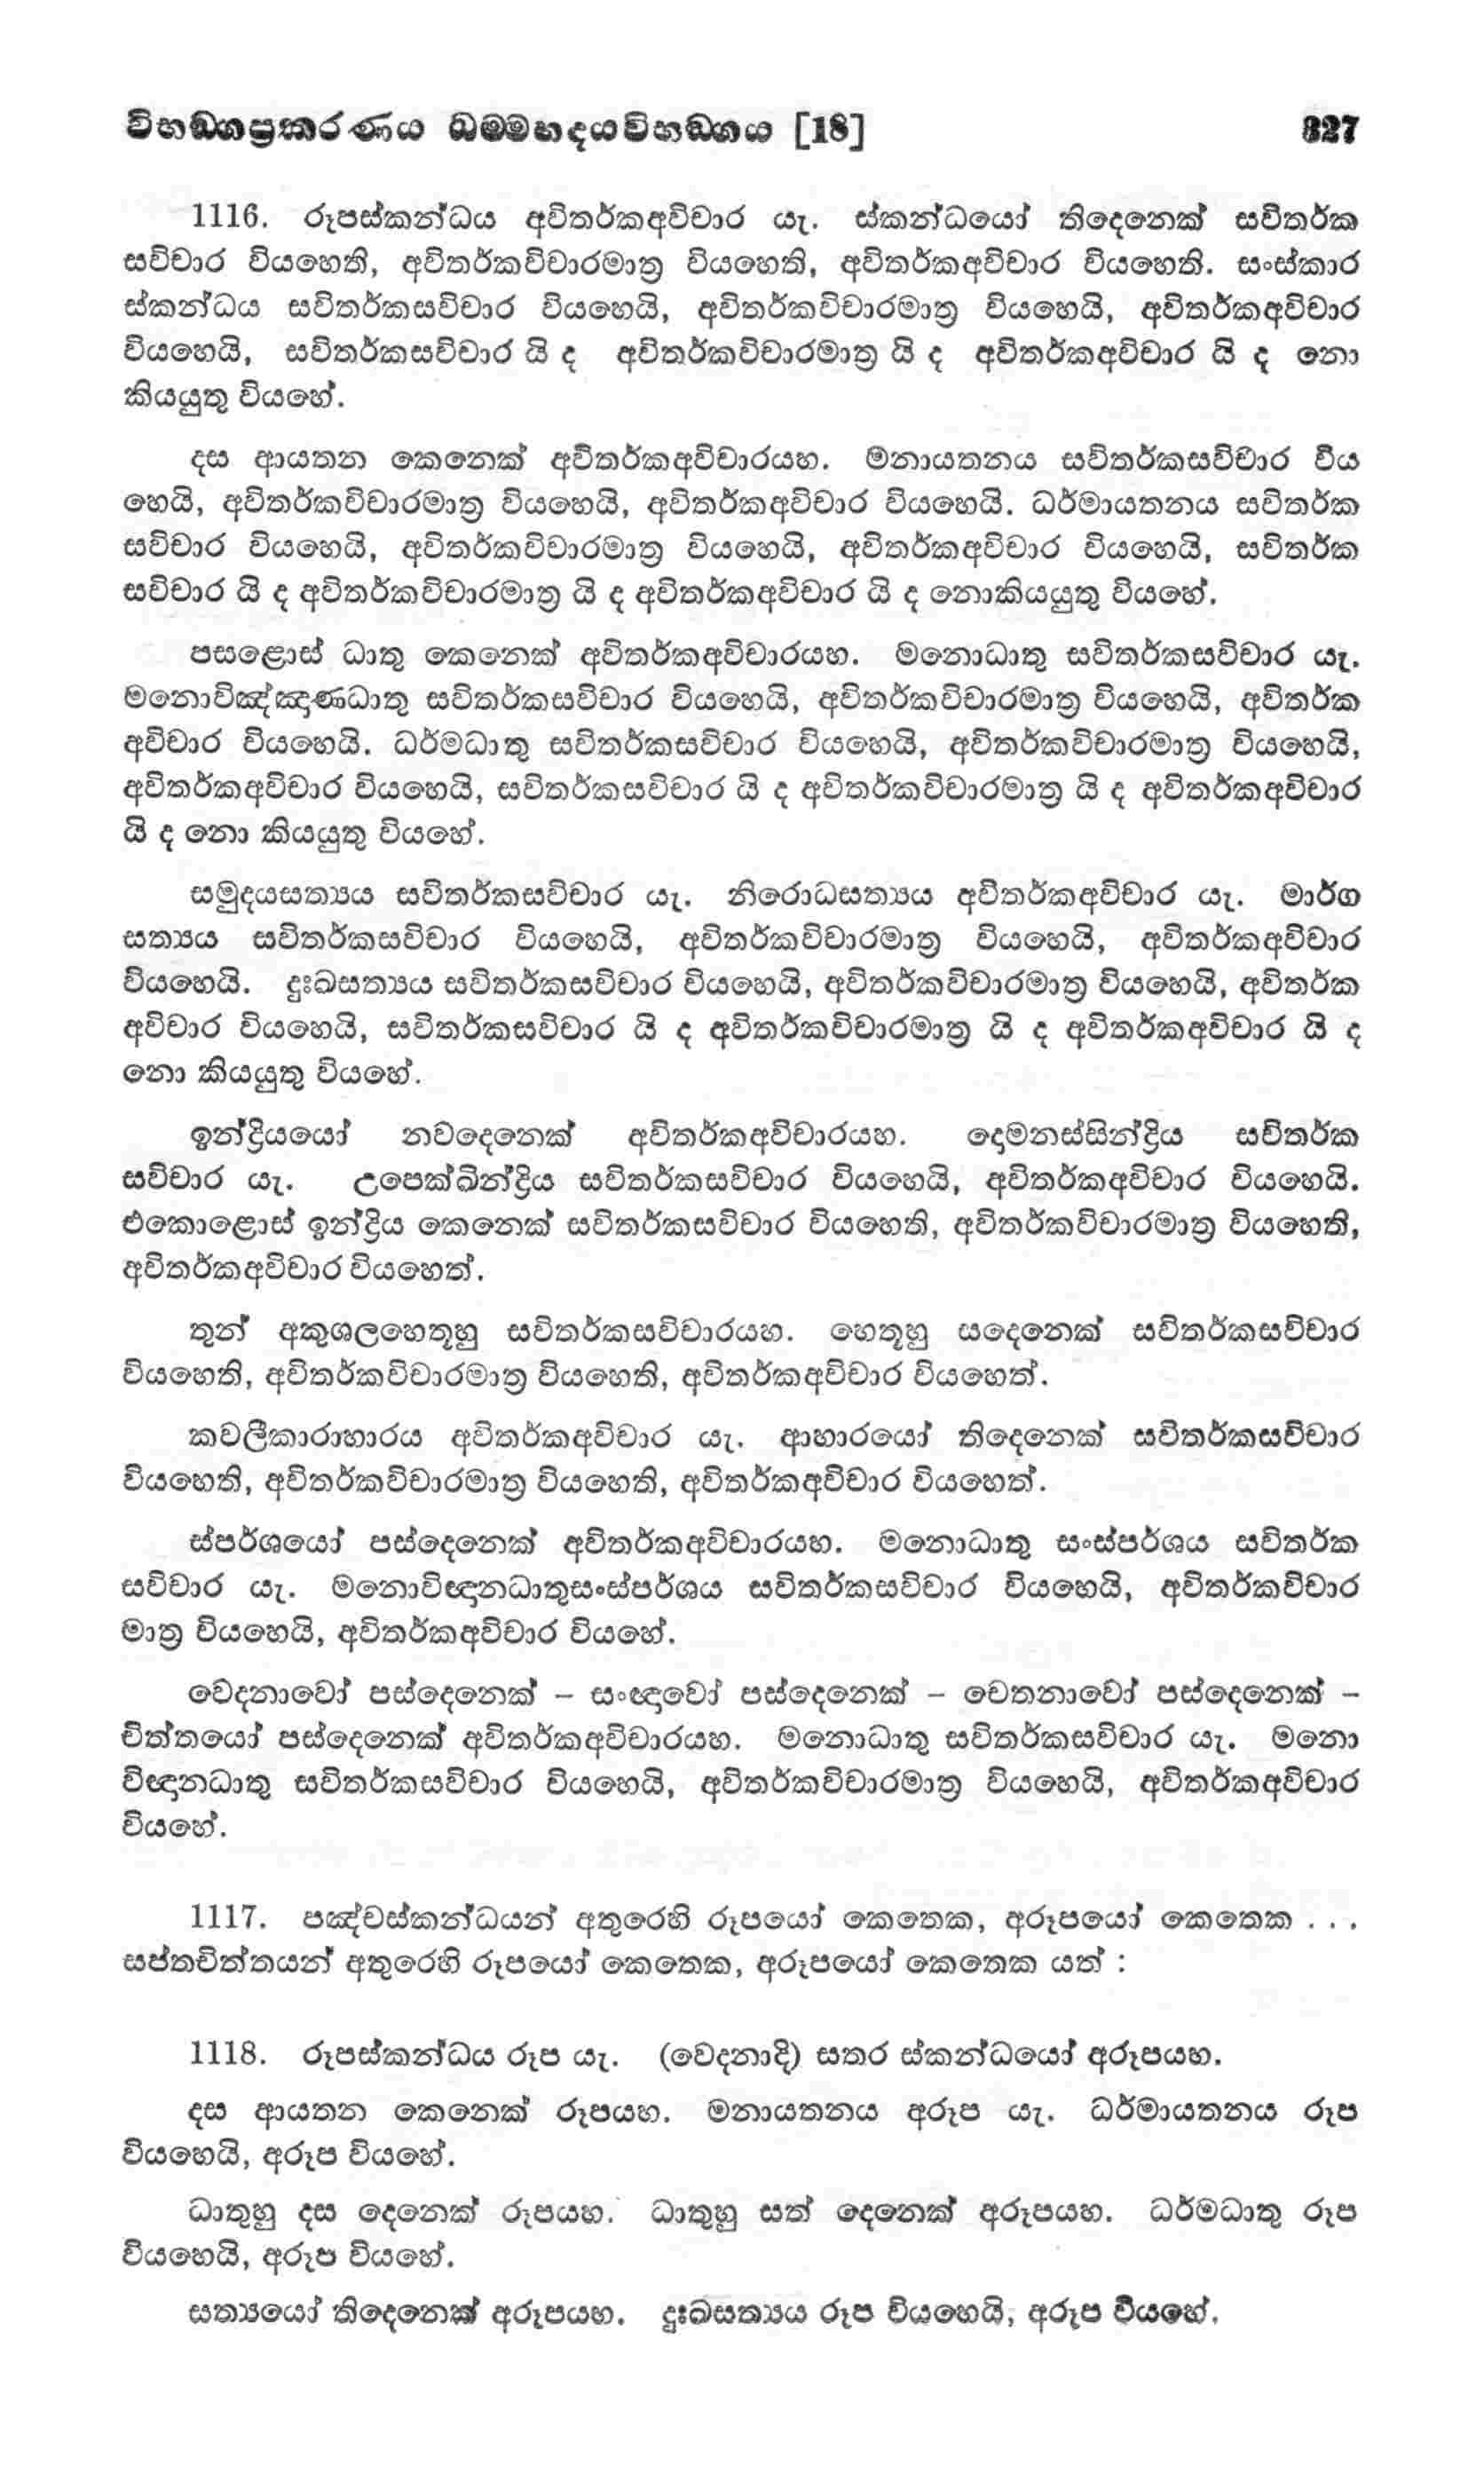 විභඞ්ගප්‍රකරණය ධම්මහදයවිභඞ්ගය [18] 327
1116. රූපස්කන්ධය අවිතර්කඅවිචාර යැ. ස්කන්ධයෝ තිදෙනෙක් සවිතර්ක
සවිචාර වියහෙති, අවිතර්කවිචාරමාත්‍ර වියහෙති, අවිතර්කඅවිචාර වියහෙති. සංස්කාර
ස්කන්ධය සවිතර්කසවිචාර වියහෙයි, අවිතර්කවිචාරමාත්‍ර වියහෙයි, අවිතර්කඅවිචාර
වියහෙයි, සවිතර්කසවිචාර යි ද අවිතර්කවිචාරමාත්‍ර යි ද අවිතර්කඅවිචාර යි ද නො
කියයුතු වියහේ.
දස ආයතන කෙනෙක් අවිතර්කඅවිචාරයහ. මනායතනය සවිතර්කසවිචාර විය
හෙයි, අවිතර්කවිචාරමාත්‍ර වියහෙයි, අවිතර්කඅවිචාර වියහෙයි. ධර්මායතනය සවිතර්ක
සවිචාර වියහෙයි, අවිතර්කවිචාරමාත්‍ර වියහෙයි, අවිතර්කඅවිචාර වියහෙයි, සවිතර්ක
සවිචාර යි ද අවිතර්කවිචාරමාත්‍ර යි ද අවිතර්කඅවිචාර යි ද නොකියයුතු වියහේ.
පසළොස් ධාතු කෙනෙක් අවිතර්කඅවිචාරයහ. මනොධාතු සවිතර්කසවිචාර යැ.
මනොවිඤ්ඤාණධාතු සවිතර්කසවිචාර වියහෙයි, අවිතර්කවිචාරමාත්‍ර වියහෙයි, අවිතර්ක
අවිචාර වියහෙයි. ධර්මධාතු සවිතර්කසවිචාර වියහෙයි, අවිතර්කවිචාරමාත්‍ර වියහෙයි,
අවිතර්කඅවිචාර වියහෙයි, සවිතර්කසවිචාර යි ද අවිතර්කවිචාරමාත්‍ර යි ද අවිතර්කඅවිචාර
යි ද නො කියයුතු වියහේ.
සමුදයසත්‍යය සවිතර්කසවිචාර යැ. නිරොධසත්‍යය අවිතර්කඅවිචාර යැ. මාර්ග
සත්‍යය සවිතර්කසවිචාර වියහෙයි, අවිතර්කවිචාරමාත්‍ර වියහෙයි, අවිතර්කඅවිචාර
වියහෙයි. දුඃඛසත්‍යය සවිතර්කසවිචාර වියහෙයි, අවිතර්කවිචාරමාත්‍ර වියහෙයි, අවිතර්ක
අවිචාර වියහෙයි, සවිතර්කසවිචාර යි ද අවිතර්කවිචාරමාත්‍ර යි ද අවිතර්කඅවිචාර යි ද
නො කියයුතු වියහේ.
ඉන්ද්‍රියයෝ නවදෙනෙක් අවිතර්කඅවිචාරයහ. දොමනස්සින්ද්‍රිය සවිතර්ක
සවිචාර යැ. උපෙක්ඛින්ද්‍රිය සවිතර්කසවිචාර වියහෙයි, අවිතර්කඅවිචාර වියහෙයි.
එකොළොස් ඉන්ද්‍රිය කෙනෙක් සවිතර්කසවිචාර වියහෙති, අවිතර්කවිචාරමාත්‍ර වියහෙති,
අවිතර්කඅවිචාර වියහෙත්.
තුන් අකුශලහෙතූහු සවිතර්කසවිචාරයහ. හෙතූහු සදෙනෙක් සවිතර්කසවිචාර
වියහෙති, අවිතර්කවිචාරමාත්‍ර වියහෙති, අවිතර්කඅවිචාර වියහෙත්.
කවලීකාරාහාරය අවිතර්කඅවිචාර යැ. ආහාරයෝ තිදෙනෙක් සවිතර්කසවිචාර
වියහෙති, අවිතර්කවිචාරමාත්‍ර වියහෙති, අවිතර්කඅවිචාර වියහෙත්.
ස්පර්ශයෝ පස්දෙනෙක් අවිතර්කඅවිචාරයහ. මනොධාතු සංස්පර්ශය සවිතර්ක
සවිචාර යැ. මනොවිඥානධාතුසංස්පර්ශය සවිතර්කසවිචාර වියහෙයි, අවිතර්කවිචාර
මාත්‍ර වියහෙයි, අවිතර්කඅවිචාර වියහේ.
වෙදනාවෝ පස්දෙනෙක් – සංඥාවෝ පස්දෙනෙක් – චෙතනාවෝ පස්දෙනෙක් –
චිත්තයෝ පස්දෙනෙක් අවිතර්කඅවිචාරයහ. මනොධාතු සවිතර්කසවිචාර යැ. මනො
විඥානධාතු සවිතර්කසවිචාර වියහෙයි, අවිතර්කවිචාරමාත්‍ර වියහෙයි, අවිතර්කඅවිචාර
වියහේ.
1117. පඤ්චස්කන්ධයන් අතුරෙහි රූපයෝ කෙතෙක, අරූපයෝ කෙතෙක . . .
සප්තචිත්තයන් අතුරෙහි රූපයෝ කෙතෙක, අරූපයෝ කෙතෙක යත් :
1118. රූපස්කන්ධය රූප යැ. (වෙදනාදි) සතර ස්කන්ධයෝ අරූපයහ.
දස ආයතන කෙනෙක් රූපයහ. මනායතනය අරූප යැ. ධර්මායතනය රූප
වියහෙයි, අරූප වියහේ.
ධාතුහු දස දෙනෙක් රූපයහ. ධාතුහු සත් දෙනෙක් අරූපයහ. ධර්මධාතු රූප
වියහෙයි, අරූප වියහේ.
සත්‍යයෝ තිදෙනෙක් අරූපයහ. දුඃඛසත්‍යය රූප වියහෙයි, අරූප වියහේ.